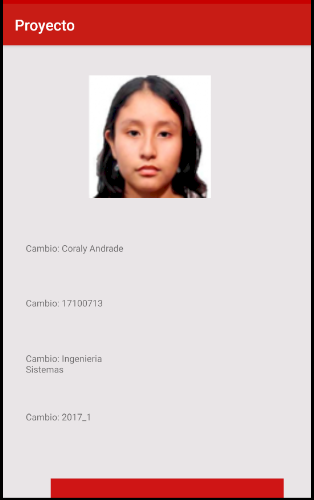 Proyecto
Cambio: Coraly Andrade
Cambio: 17100713
Cambio: Ingenieria
Sistemas
Cambio: 2017_1